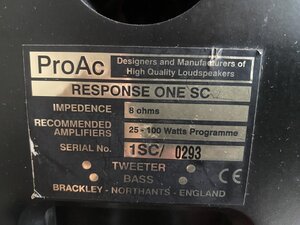 ProAc
Designers and Manufacturers of
High Quality Loudspeakers
RESPONSE ONE SC
IMPEDENCE 8 ohms
RECOMMENDED
AMPLIFIERS 25 - 100 Watts Programme
SERIAL No. 1SC/ 0293
TWEETER
BASS
CE
BRACKLEY - NORTHANTS - ENGLAND